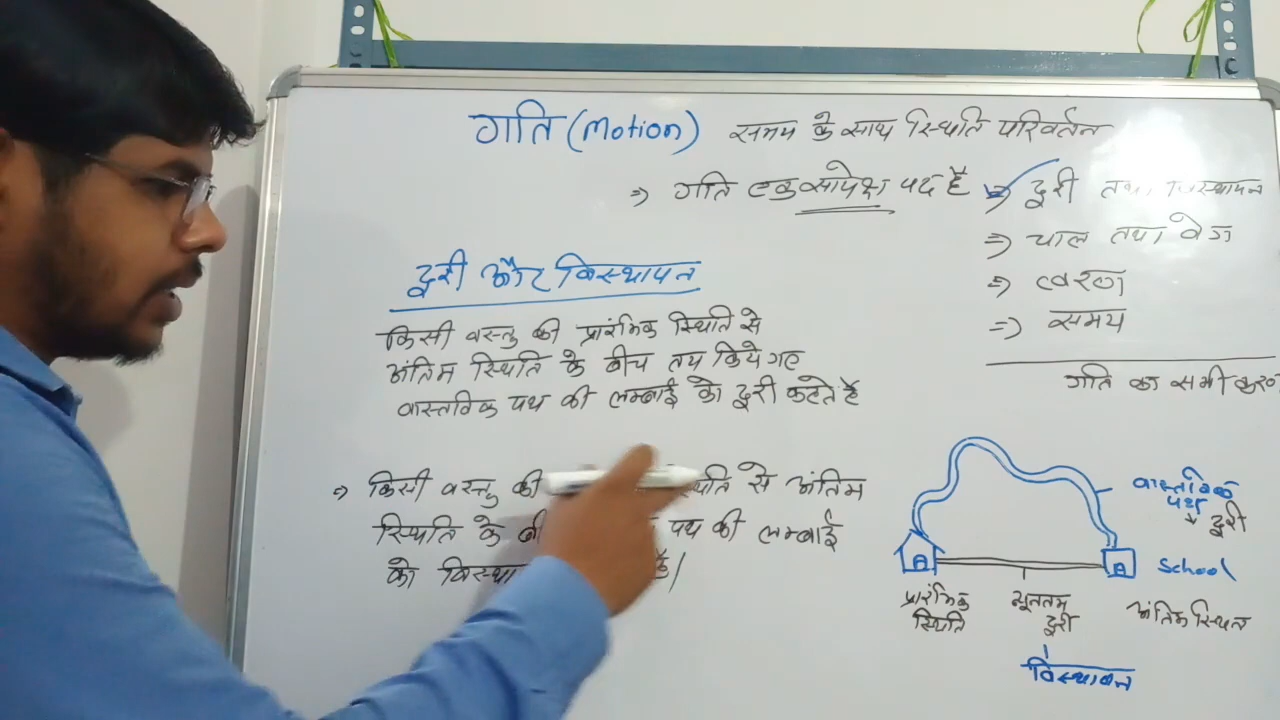 गति (Motion) समय के साथ स्थिति परिवर्तन
⇒ गति एक सापेक्ष पद है
⇒ दूरी तथा विस्थापन
⇒ चाल तथा वेग
⇒ त्वरण
⇒ समय
गति का समीकरण
दूरी और विस्थापन
किसी वस्तु की प्रारंभिक स्थिति से
अंतिम स्थिति के बीच तय किये गए
वास्तविक पथ की लम्बाई को दूरी कहते हैं
⇒ किसी वस्तु की स्थिति से अंतिम
स्थिति के पथ की लम्बाई
को
वास्तविक
पथ
दूरी
School
प्रारंभिक
स्थिति
न्यूनतम
दूरी
अंतिम स्थिति
विस्थापन